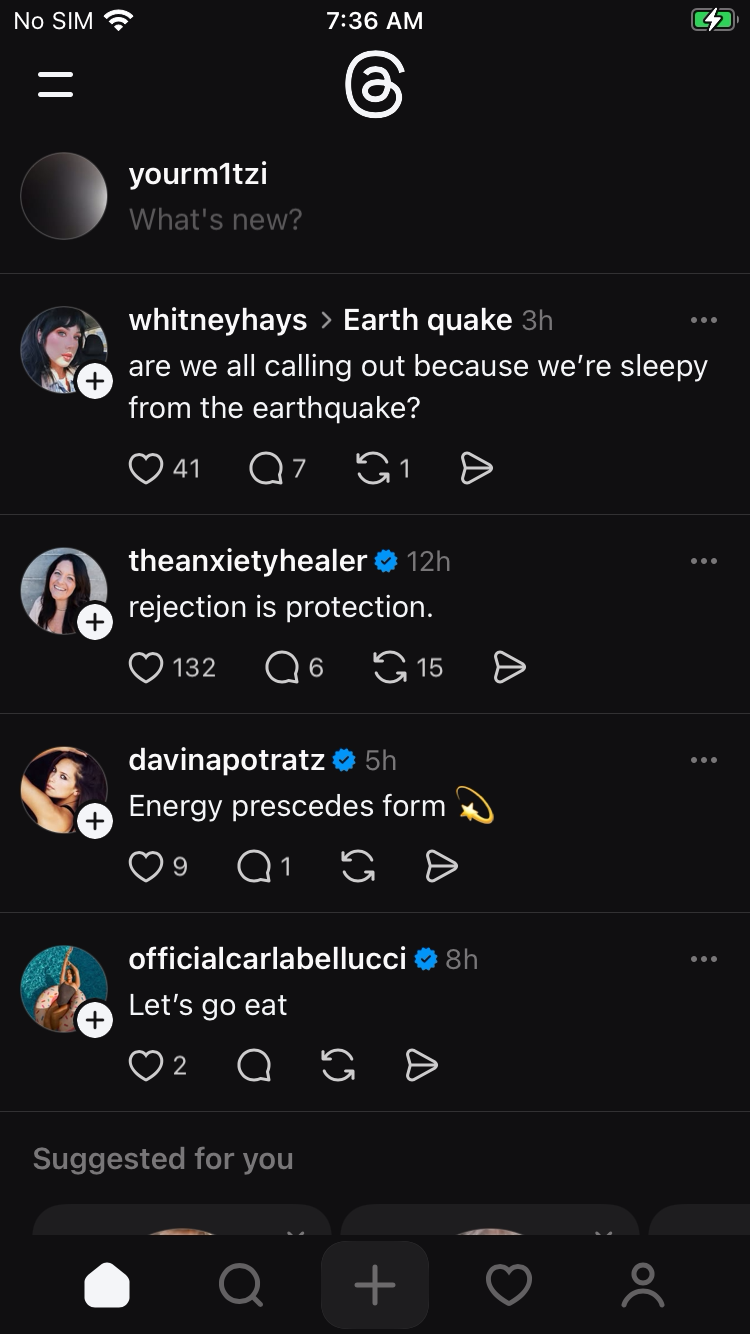 No SIM 7:36 AM
yourm1tzi
What's new?
whitneyhays > Earth quake 3h
are we all calling out because we’re sleepy
from the earthquake?
41 7 1
theanxietyhealer 12h
rejection is protection.
132 6 15
davinapotratz 5h
Energy prescedes form 💫
9 1
officialcarlabellucci 8h
Let’s go eat
2
Suggested for you